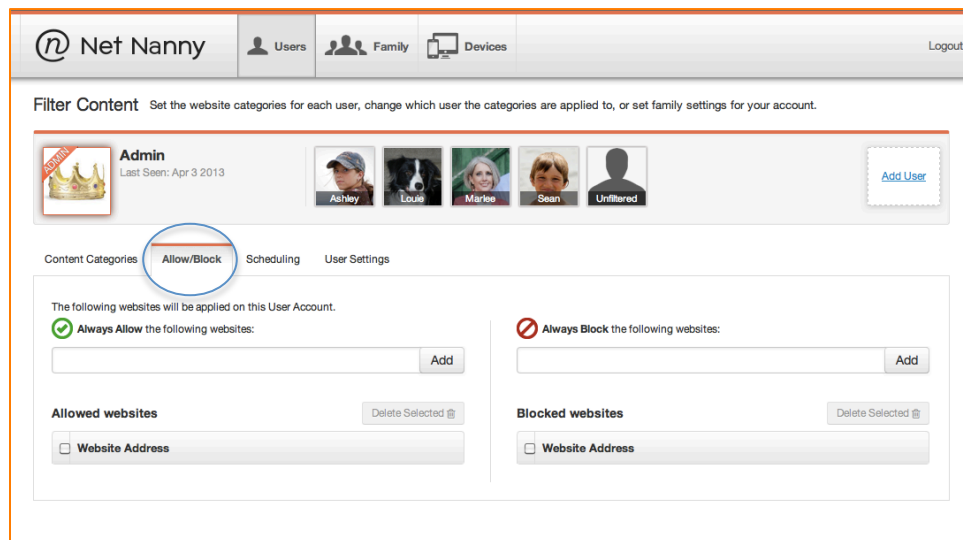 Net Nanny
Users
Family
Devices
Logout
Filter Content Set the website categories for each user, change which user the categories are applied to, or set family settings for your account.
ADMIN
Admin
Last Seen: Apr 3 2013
Ashley
Louie
Marlee
Sean
Unfiltered
Add User
Content Categories
Allow/Block
Scheduling
User Settings
The following websites will be applied on this User Account.
Always Allow the following websites:
Add
Allowed websites
Delete Selected
Website Address
Always Block the following websites:
Add
Blocked websites
Delete Selected
Website Address